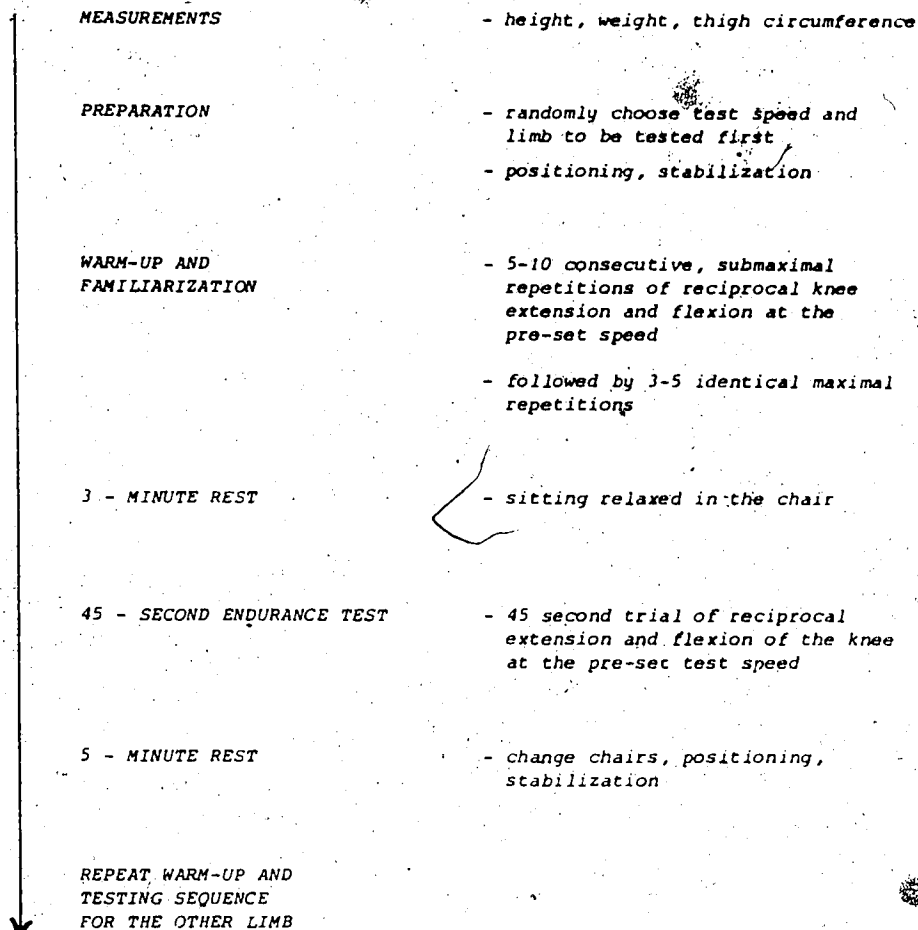 MEASUREMENTS - height, weight, thigh circumference
PREPARATION - randomly choose test speed and
limb to be tested first
- positioning, stabilization
WARM-UP AND - 5-10 consecutive, submaximal
FAMILIARIZATION repetitions of reciprocal knee
extension and flexion at the
pre-set speed
- followed by 3-5 identical maximal
repetitions
3 - MINUTE REST - sitting relaxed in the chair
45 - SECOND ENDURANCE TEST - 45 second trial of reciprocal
extension and flexion of the knee
at the pre-set test speed
5 - MINUTE REST - change chairs, positioning,
stabilization
REPEAT WARM-UP AND
TESTING SEQUENCE
FOR THE OTHER LIMB